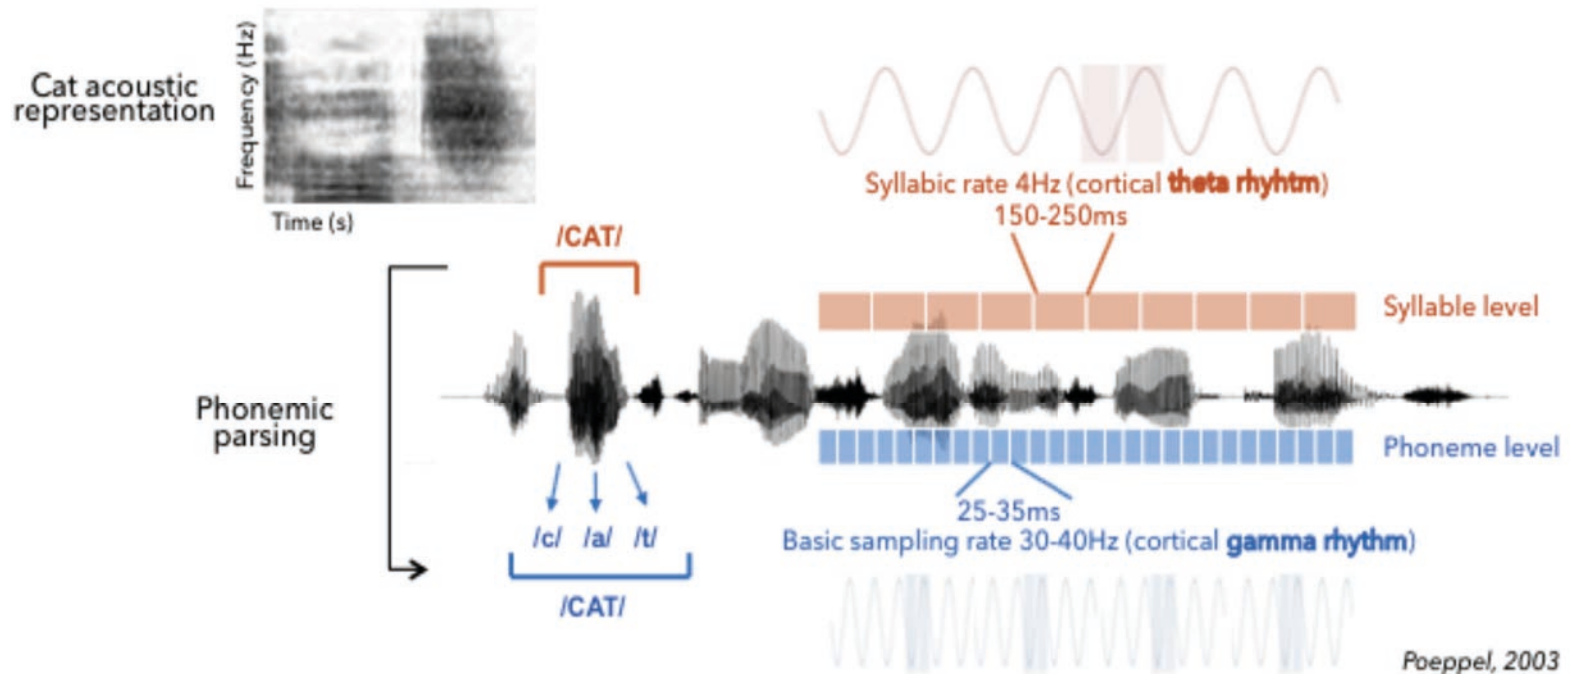 Cat acoustic
representation
Frequency (Hz)
Time (s)
/CAT/
Phonemic
parsing
/c/ /a/ /t/
/CAT/
Syllabic rate 4Hz (cortical theta rhyhtm)
150-250ms
Syllable level
Phoneme level
25-35ms
Basic sampling rate 30-40Hz (cortical gamma rhythm)
Poeppel, 2003